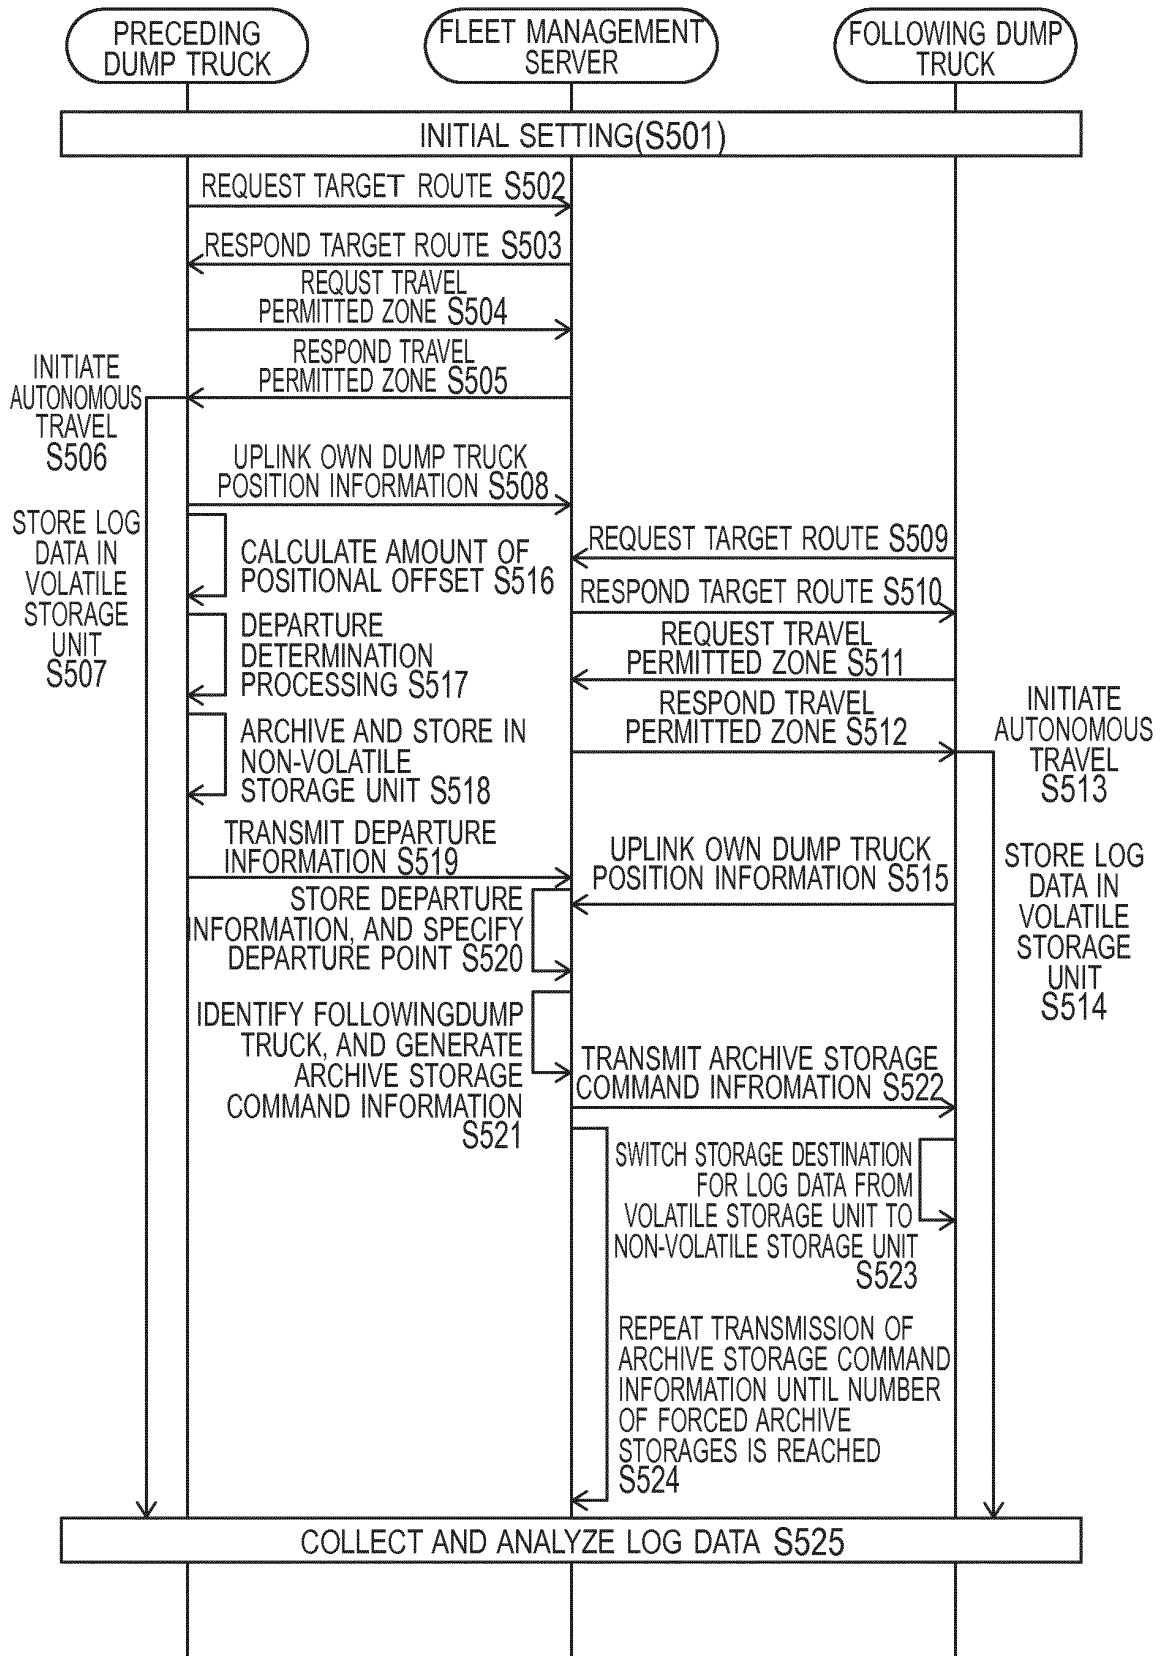 PRECEDING
DUMP TRUCK
FLEET MANAGEMENT
SERVER
FOLLOWING DUMP
TRUCK
INITIAL SETTING(S501)
REQUEST TARGET ROUTE S502
RESPOND TARGET ROUTE S503
REQUST TRAVEL
PERMITTED ZONE S504
RESPOND TRAVEL
PERMITTED ZONE S505
INITIATE
AUTONOMOUS
TRAVEL
S506
UPLINK OWN DUMP TRUCK
POSITION INFORMATION S508
STORE LOG
DATA IN
VOLATILE
STORAGE
UNIT
S507
REQUEST TARGET ROUTE S509
CALCULATE AMOUNT OF
POSITIONAL OFFSET S516
RESPOND TARGET ROUTE S510
DEPARTURE
DETERMINATION
PROCESSING S517
REQUEST TRAVEL
PERMITTED ZONE S511
RESPOND TRAVEL
PERMITTED ZONE S512
INITIATE
AUTONOMOUS
TRAVEL
S513
ARCHIVE AND STORE IN
NON-VOLATILE
STORAGE UNIT S518
TRANSMIT DEPARTURE
INFORMATION S519
UPLINK OWN DUMP TRUCK
POSITION INFORMATION S515
STORE LOG
DATA IN
VOLATILE
STORAGE
UNIT
S514
STORE DEPARTURE
INFORMATION, AND SPECIFY
DEPARTURE POINT S520
IDENTIFY FOLLOWINGDUMP
TRUCK, AND GENERATE
ARCHIVE STORAGE
COMMAND INFORMATION
S521
TRANSMIT ARCHIVE STORAGE
COMMAND INFROMATION S522
SWITCH STORAGE DESTINATION
FOR LOG DATA FROM
VOLATILE STORAGE UNIT TO
NON-VOLATILE STORAGE UNIT
S523
REPEAT TRANSMISSION OF
ARCHIVE STORAGE COMMAND
INFORMATION UNTIL NUMBER
OF FORCED ARCHIVE
STORAGES IS REACHED
S524
COLLECT AND ANALYZE LOG DATA S525